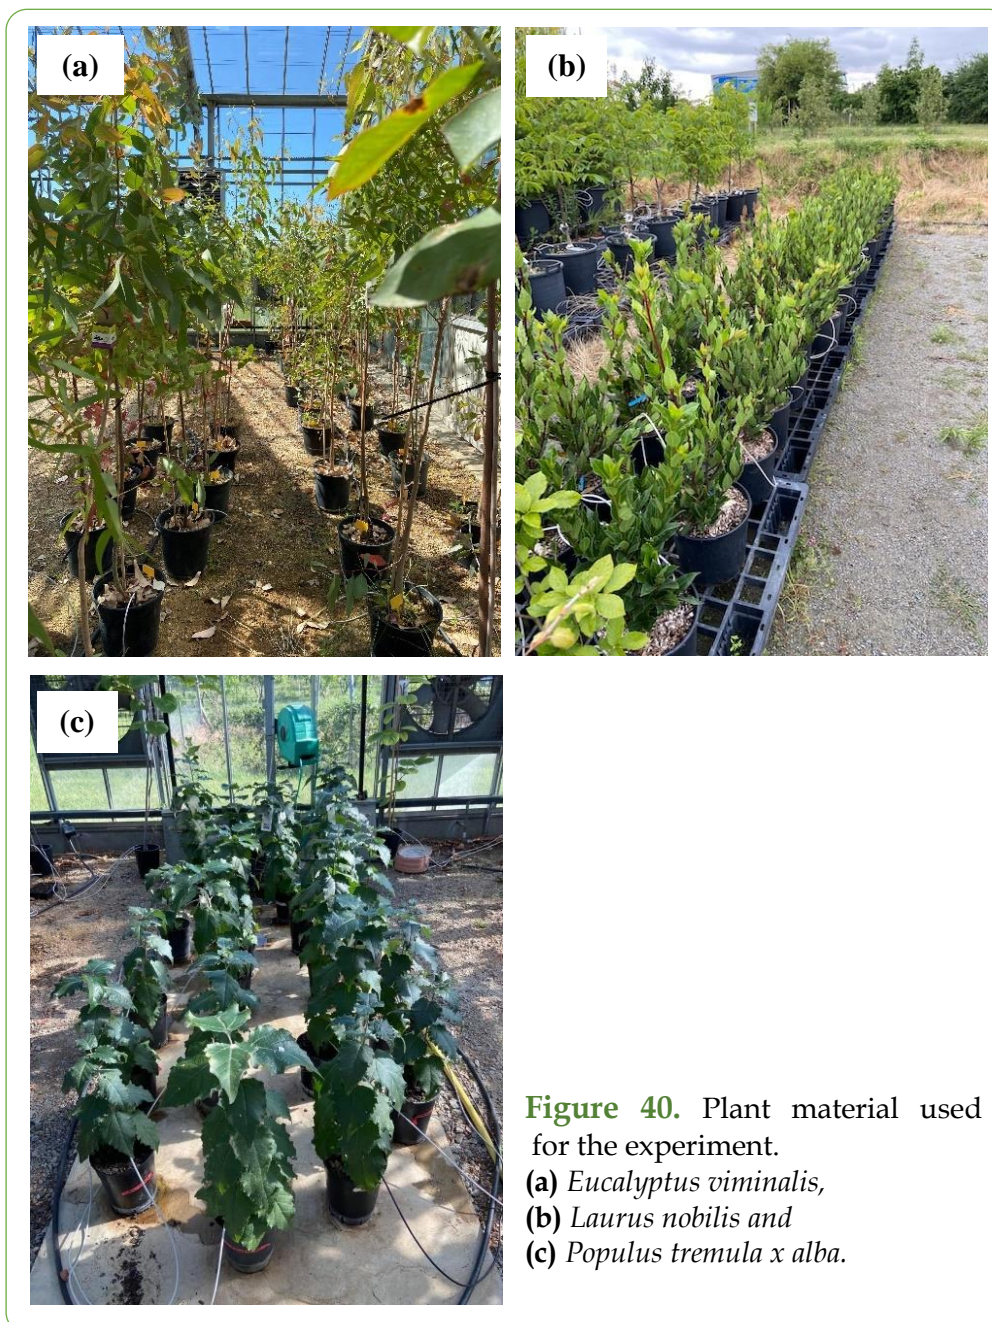 (a)
(b)
(c)
Figure 40. Plant material used
for the experiment.
(a) Eucalyptus viminalis,
(b) Laurus nobilis and
(c) Populus tremula x alba.